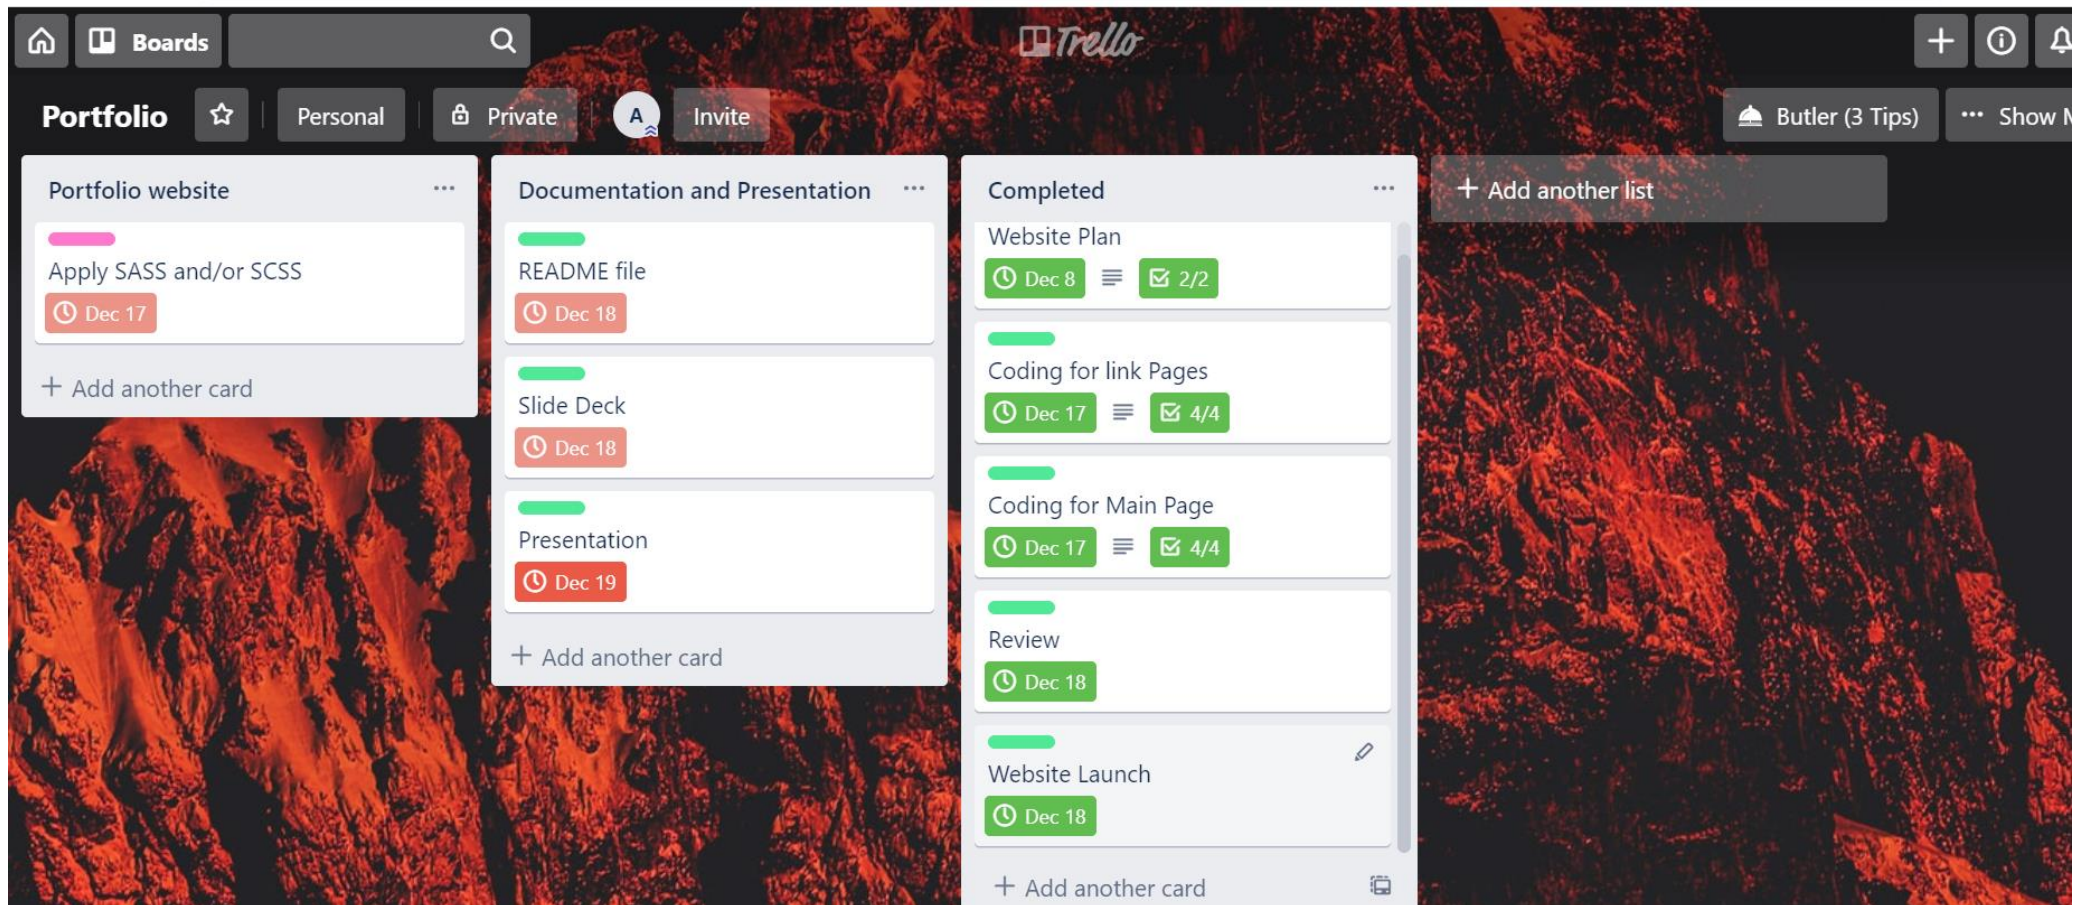 Boards
Trello
Portfolio
Personal
Private
A
Invite
Butler (3 Tips)
Show
Portfolio website
Apply SASS and/or SCSS
Dec 17
+ Add another card
Documentation and Presentation
README file
Dec 18
Slide Deck
Dec 18
Presentation
Dec 19
+ Add another card
Completed
Website Plan
Dec 8 2/2
Coding for link Pages
Dec 17 4/4
Coding for Main Page
Dec 17 4/4
Review
Dec 18
Website Launch
Dec 18
+ Add another card
+ Add another list